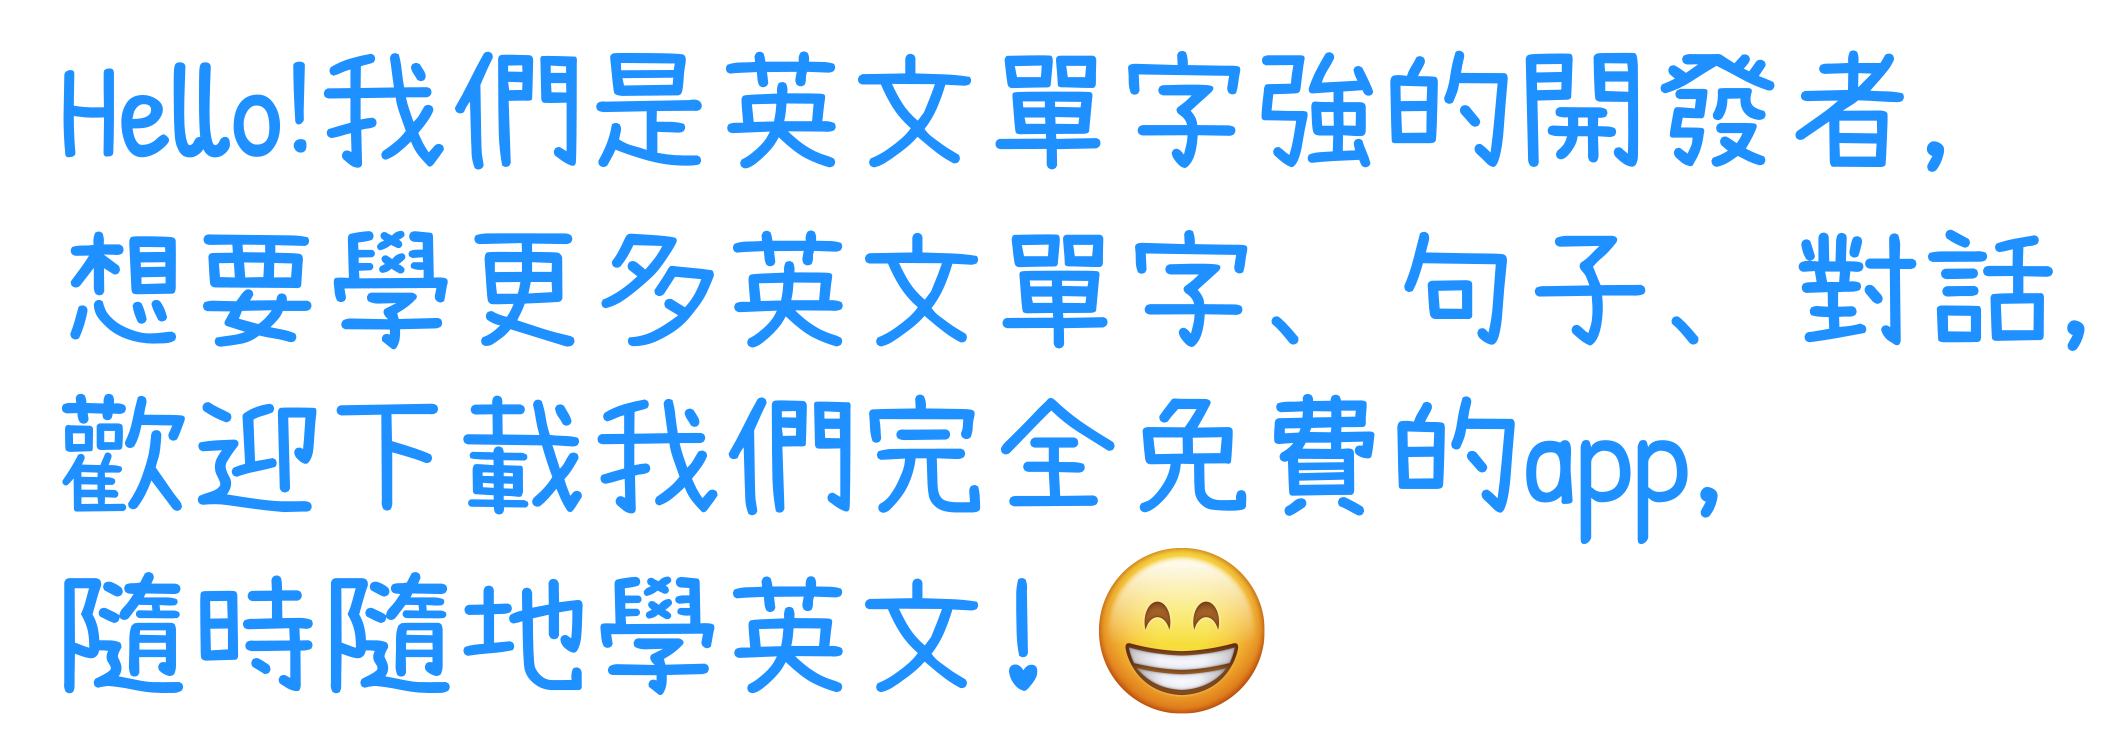 Hello!我們是英文單字強的開發者,
想要學更多英文單字、句子、對話,
歡迎下載我們完全免費的app,
隨時隨地學英文!😁